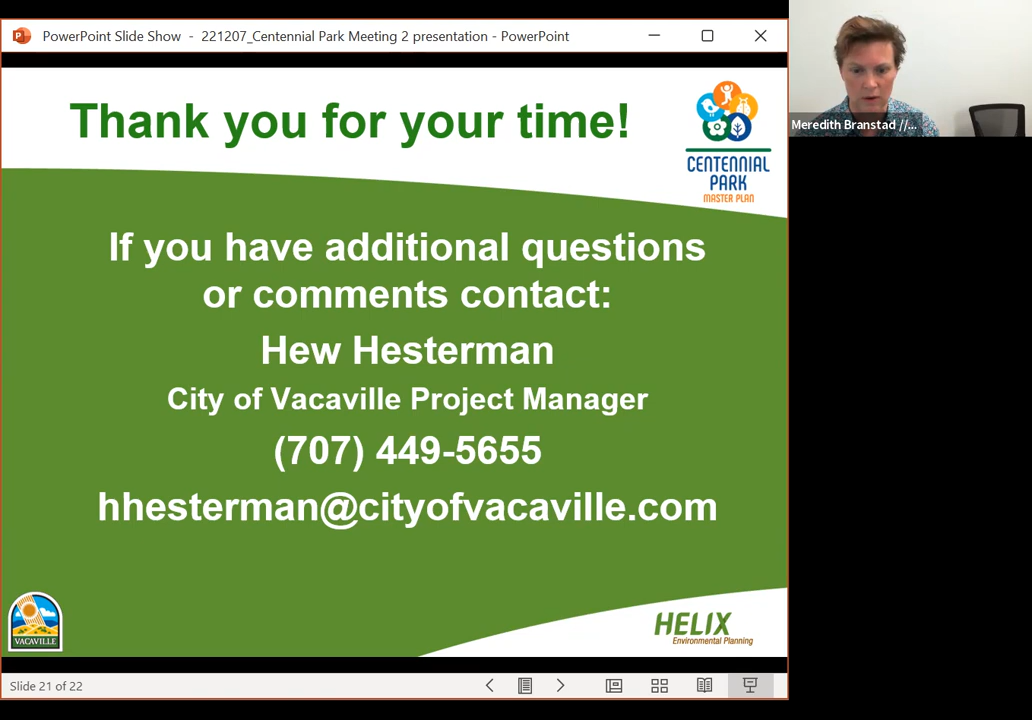 PowerPoint Slide Show - 221207_Centennial Park Meeting 2 presentation - PowerPoint
Thank you for your time!
CENTENNIAL
PARK
MASTER PLAN
Meredith Branstad //...
If you have additional questions
or comments contact:
Hew Hesterman
City of Vacaville Project Manager
(707) 449-5655
hhesterman@cityofvacaville.com
VACAVILLE
HELIX
Environmental Planning
Slide 21 of 22